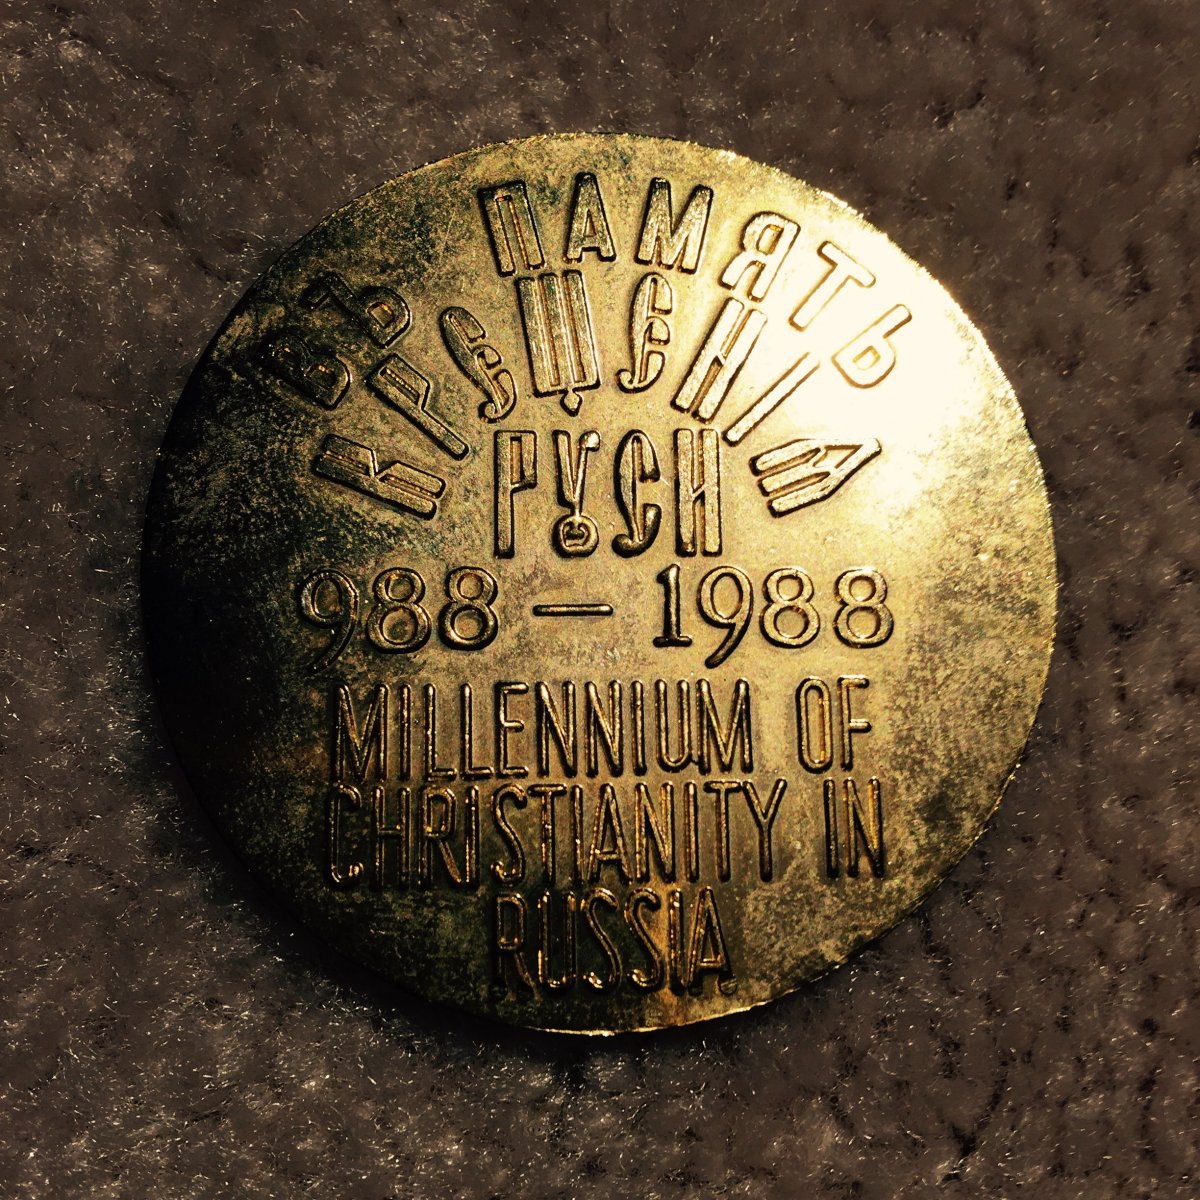 ВЪ ПАМЯТЬ
КРЕЩЕНІЯ
РУСИ
988 – 1988
MILLENNIUM OF
CHRISTIANITY IN
RUSSIA